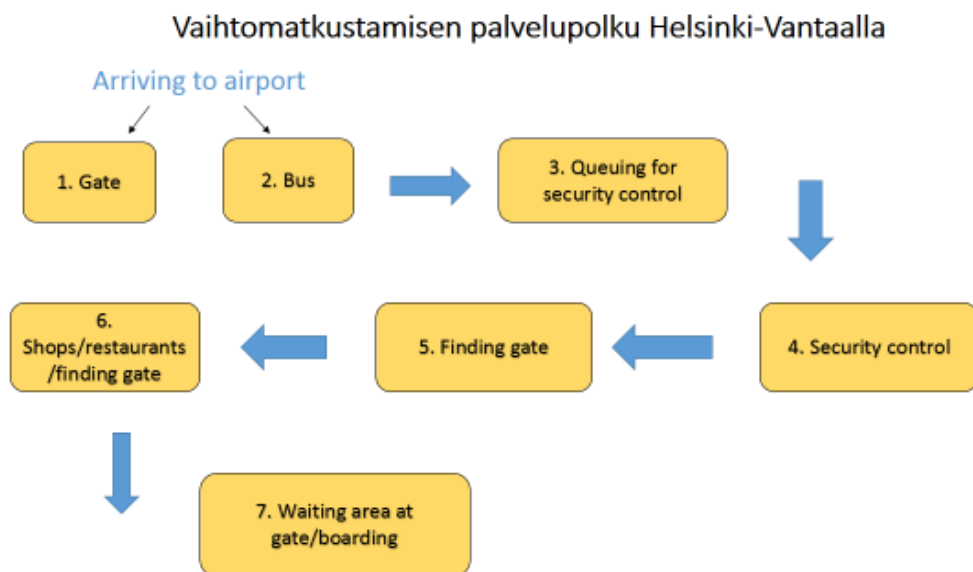 Vaihtomatkustamisen palvelupolku Helsinki-Vantaalla
Arriving to airport
1. Gate
2. Bus
3. Queuing for
security control
4. Security control
5. Finding gate
6.
Shops/restaurants
/finding gate
7. Waiting area at
gate/boarding